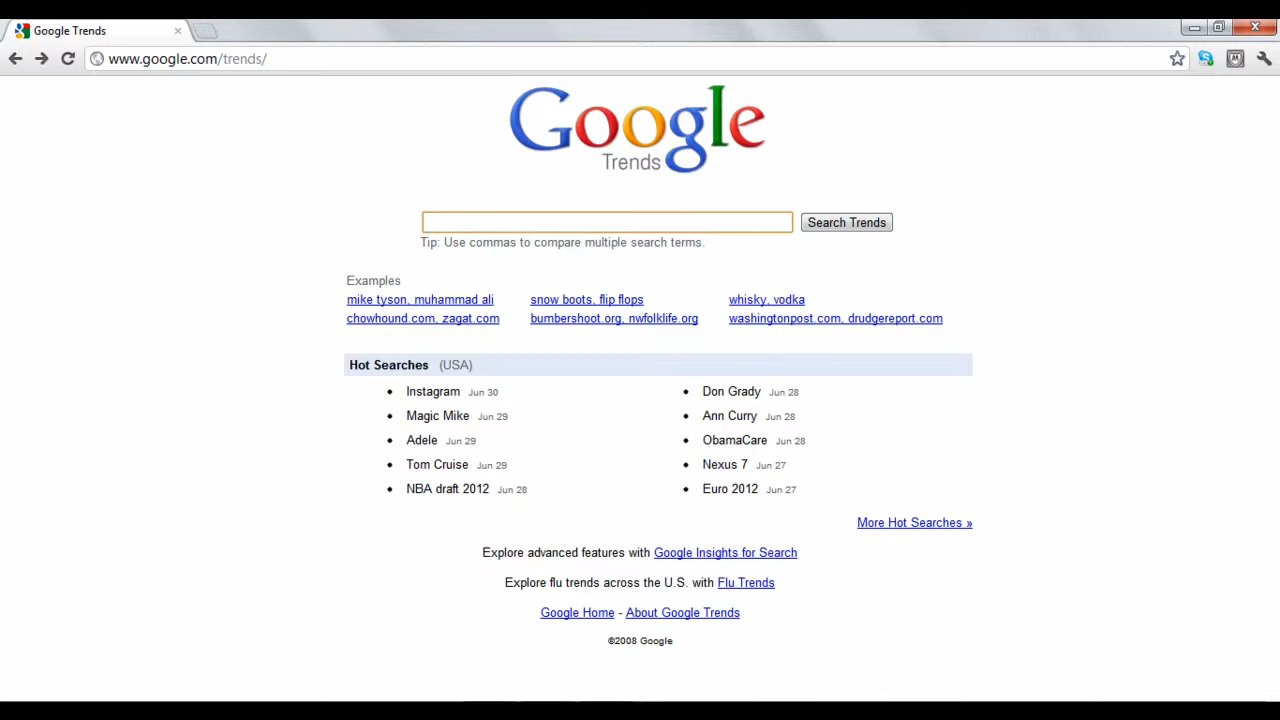 Google Trends
www.google.com/trends/
Google
Trends
Search Trends
Tip: Use commas to compare multiple search terms.
Examples
mike tyson, muhammad ali snow boots, flip flops whisky, vodka
chowhound.com, zagat.com bumbershoot.org, nwfolklife.org washingtonpost.com, drudgereport.com
Hot Searches (USA)
Instagram Jun 30 Don Grady Jun 28
Magic Mike Jun 29 Ann Curry Jun 28
Adele Jun 29 ObamaCare Jun 28
Tom Cruise Jun 29 Nexus 7 Jun 27
NBA draft 2012 Jun 28 Euro 2012 Jun 27
More Hot Searches »
Explore advanced features with Google Insights for Search
Explore flu trends across the U.S. with Flu Trends
Google Home - About Google Trends
©2008 Google